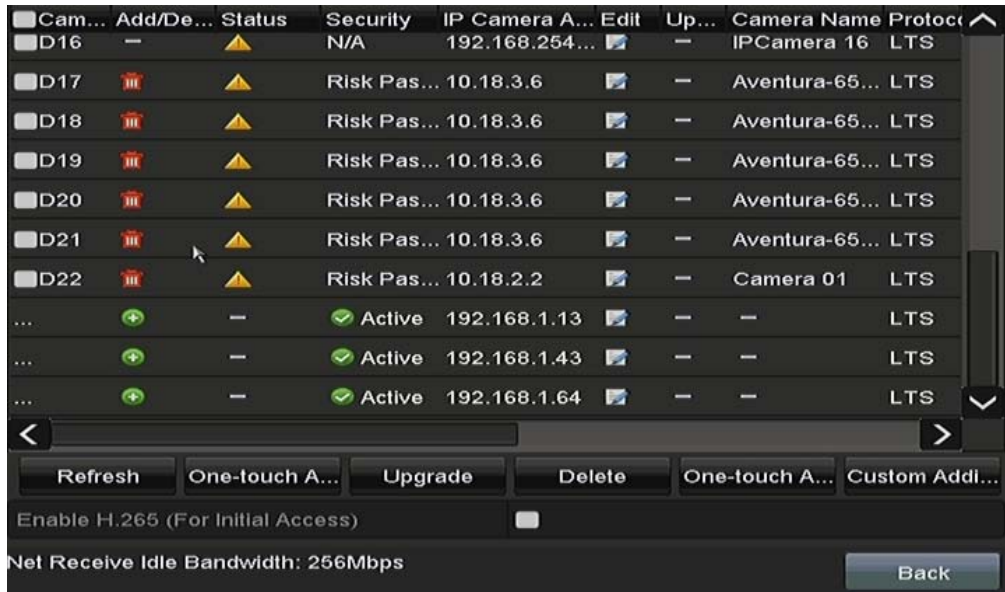 Cam... Add/De... Status Security IP Camera A... Edit Up... Camera Name Protoc
D16 — N/A 192.168.254... — IPCamera 16 LTS
D17 Risk Pas... 10.18.3.6 — Aventura-65... LTS
D18 Risk Pas... 10.18.3.6 — Aventura-65... LTS
D19 Risk Pas... 10.18.3.6 — Aventura-65... LTS
D20 Risk Pas... 10.18.3.6 — Aventura-65... LTS
D21 Risk Pas... 10.18.3.6 — Aventura-65... LTS
D22 Risk Pas... 10.18.2.2 — Camera 01 LTS
... — Active 192.168.1.13 — — LTS
... — Active 192.168.1.43 — — LTS
... — Active 192.168.1.64 — — LTS
Refresh One-touch A... Upgrade Delete One-touch A... Custom Addi...
Enable H.265 (For Initial Access)
Net Receive Idle Bandwidth: 256Mbps
Back